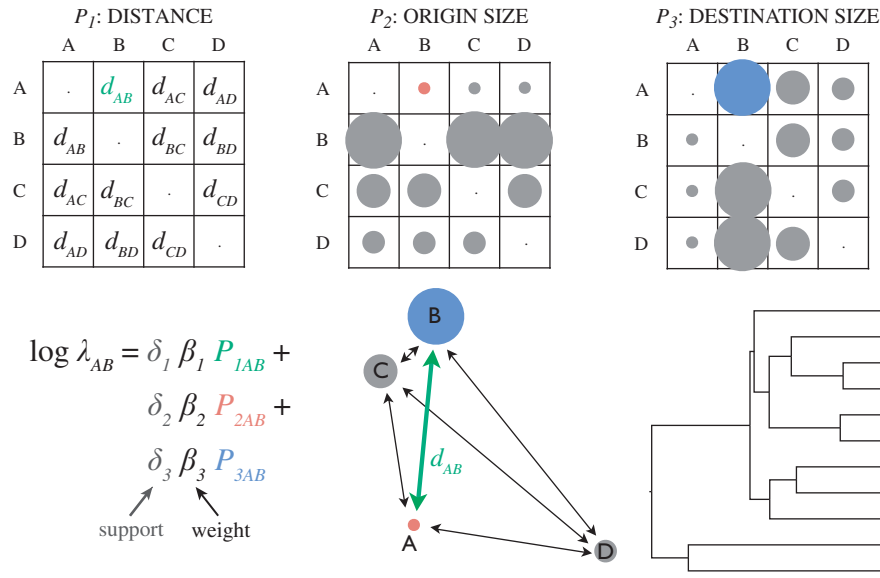 P1: DISTANCE
A B C D
A . dAB dAC dAD
B dAB . dBC dBD
C dAC dBC . dCD
D dAD dBD dCD .
P2: ORIGIN SIZE
A B C D
A .
B .
C .
D .
P3: DESTINATION SIZE
A B C D
A .
B .
C .
D .
log λAB = δ1 β1 P1AB +
δ2 β2 P2AB +
δ3 β3 P3AB
support weight
B
C
dAB
A
D